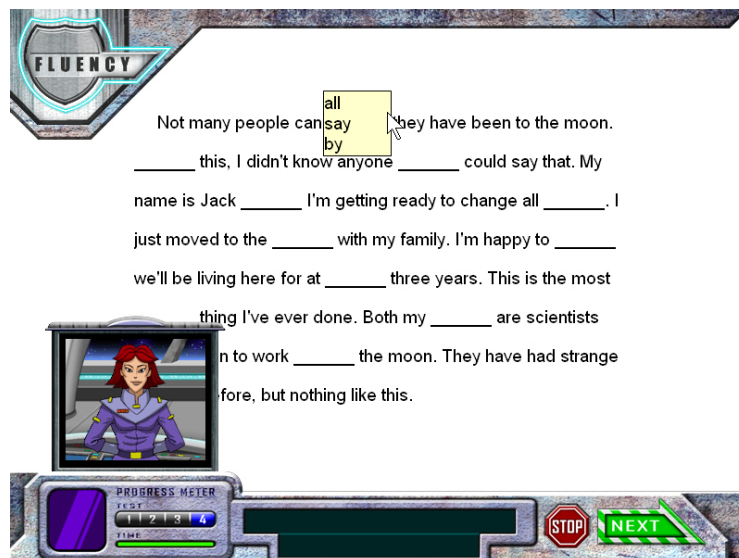 FLUENCY
all
Not many people can say they have been to the moon.
by
______ this, I didn't know anyone ______ could say that. My
name is Jack ______ I'm getting ready to change all ______. I
just moved to the ______ with my family. I'm happy to ______
we'll be living here for at ______ three years. This is the most
thing I've ever done. Both my ______ are scientists
to work ______ the moon. They have had strange
but nothing like this.
PROGRESS METER
TEST
1 2 3 4
TIME
STOP
NEXT